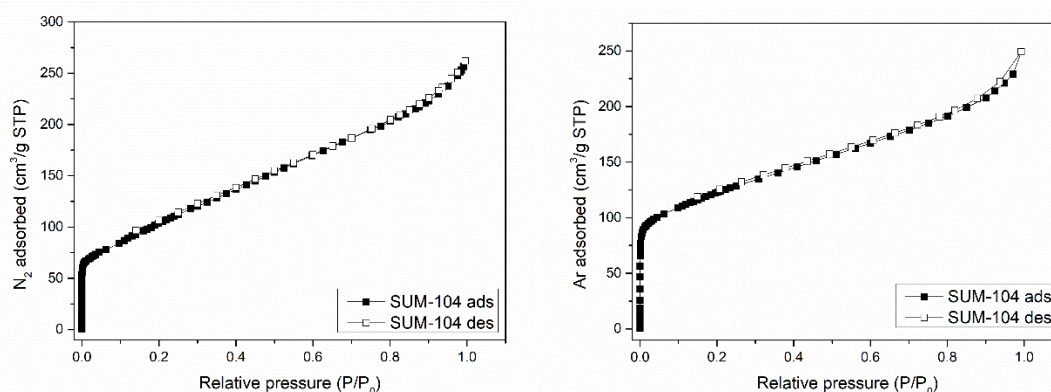 300
250
200
150
100
50
0
N₂ adsorbed (cm³/g STP)
SUM-104 ads
SUM-104 des
0.0 0.2 0.4 0.6 0.8 1.0
Relative pressure (P/P₀)
250
200
150
100
50
0
Ar adsorbed (cm³/g STP)
SUM-104 ads
SUM-104 des
0.0 0.2 0.4 0.6 0.8 1.0
Relative pressure (P/P₀)